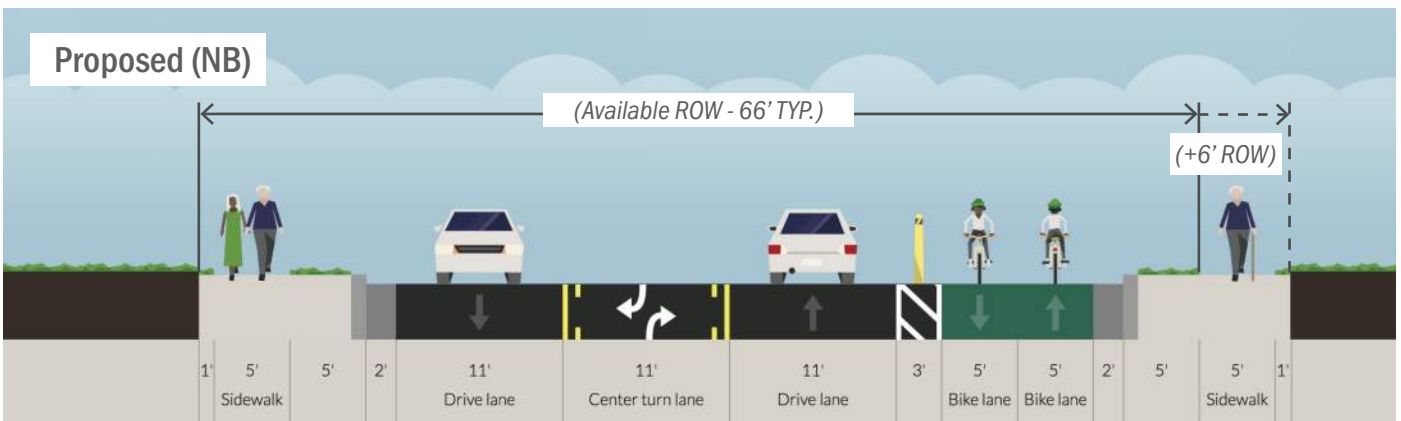 Proposed (NB)
(Available ROW - 66' TYP.)
(+6' ROW)
1' 5' 5' 2' 11' 11' 11' 3' 5' 5' 2' 5' 5' 1'
Sidewalk Drive lane Center turn lane Drive lane Bike lane Bike lane Sidewalk